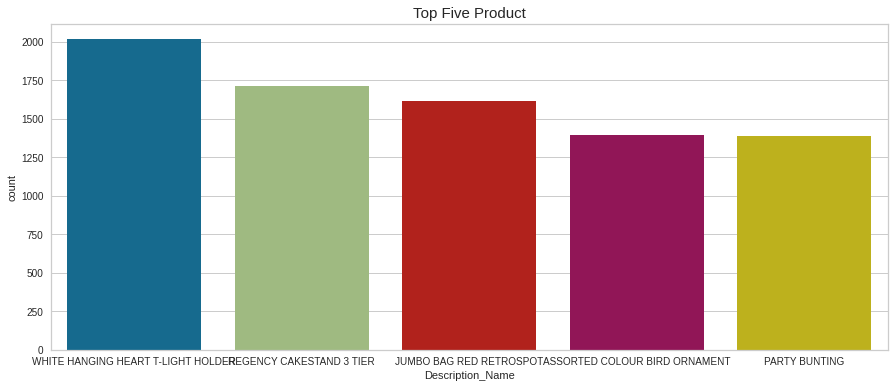 Top Five Product
2000
1750
1500
1250
1000
750
500
250
0
count
WHITE HANGING HEART T-LIGHT HOLDER
REGENCY CAKESTAND 3 TIER
JUMBO BAG RED RETROSPOT
ASSORTED COLOUR BIRD ORNAMENT
PARTY BUNTING
Description_Name